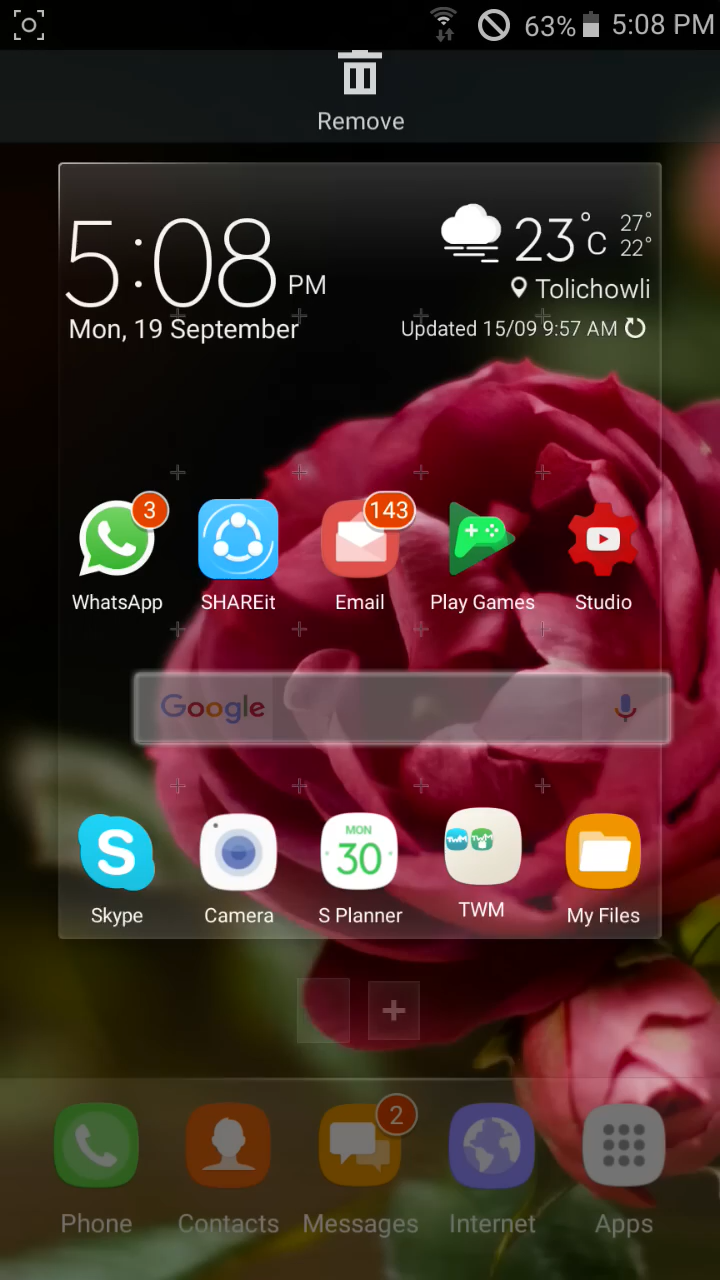 63% 5:08 PM
Remove
5:08 PM
23°C 27° 22°
Tolichowli
Mon, 19 September
Updated 15/09 9:57 AM
3
143
WhatsApp SHAREit Email Play Games Studio
Google
S MON 30 TWM TWM
Skype Camera S Planner TWM My Files
2
Phone Contacts Messages Internet Apps